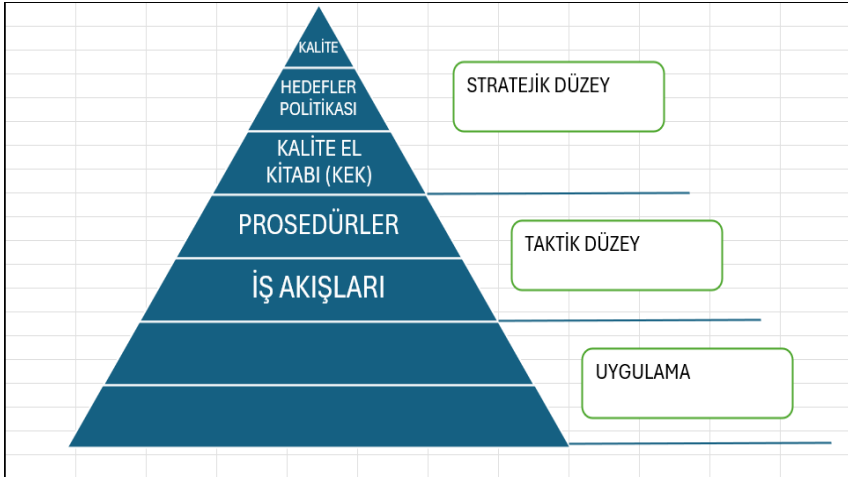 KALİTE
HEDEFLER
POLİTİKASI
KALİTE EL
KİTABI (KEK)
PROSEDÜRLER
İŞ AKIŞLARI
STRATEJİK DÜZEY
TAKTİK DÜZEY
UYGULAMA